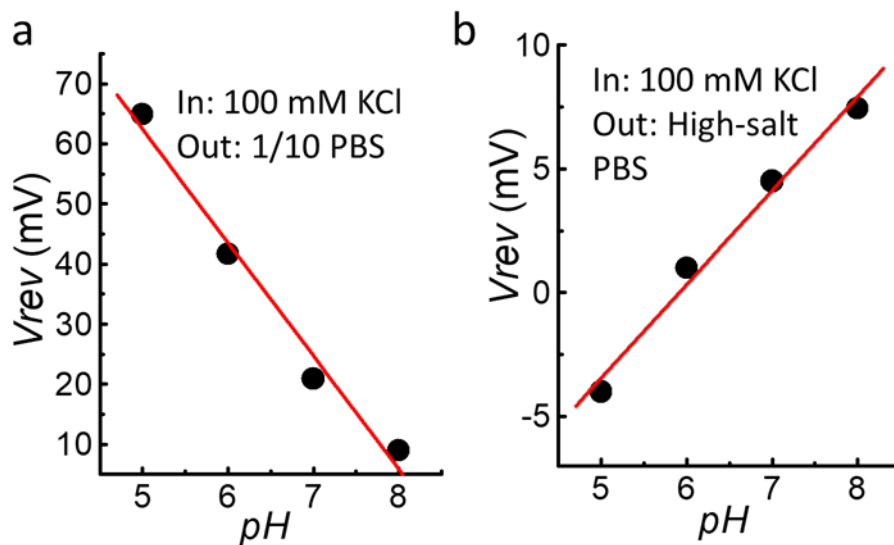 a
70
60
50
40
30
20
10
Vrev (mV)
In: 100 mM KCl
Out: 1/10 PBS
5 6 7 8
pH
b
10
5
0
-5
Vrev (mV)
In: 100 mM KCl
Out: High-salt
PBS
5 6 7 8
pH